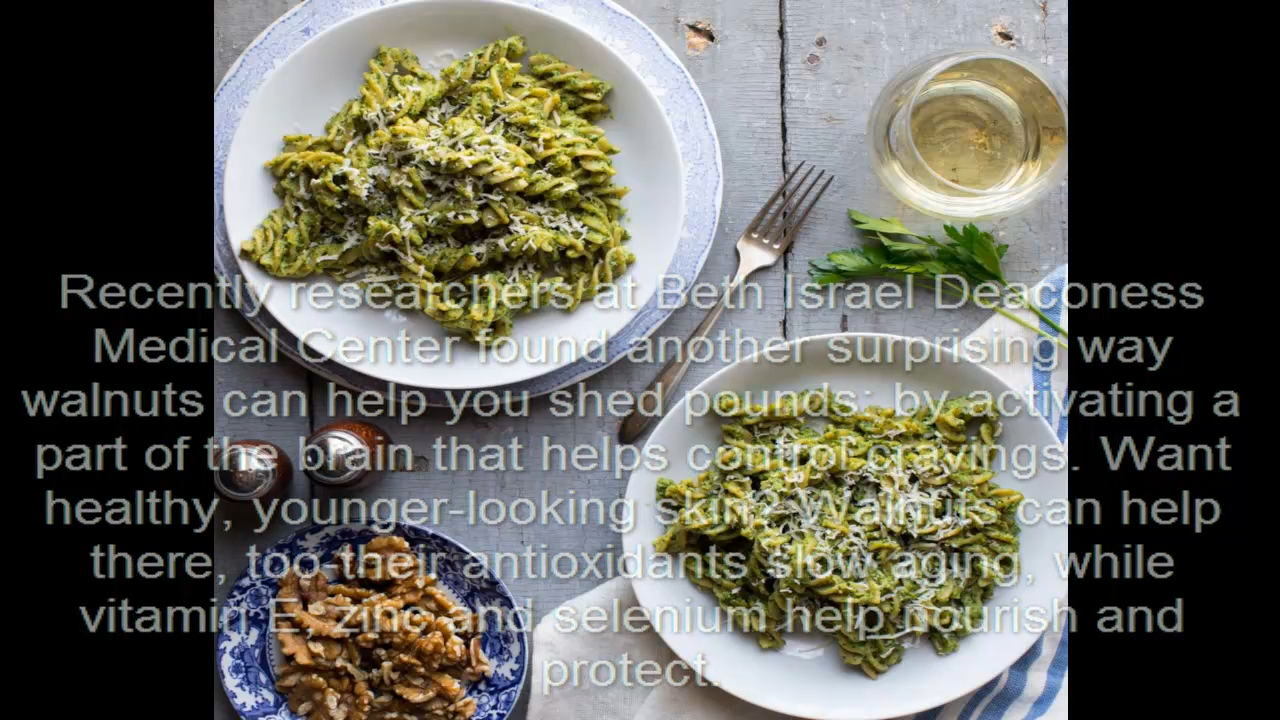 Recently researchers at Beth Israel Deaconess
Medical Center found another surprising way
walnuts can help you shed pounds: by activating a
part of the brain that helps control cravings. Want
healthy, younger-looking skin? Walnuts can help
there, too-their antioxidants slow aging, while
vitamin E, zinc and selenium help nourish and
protect.